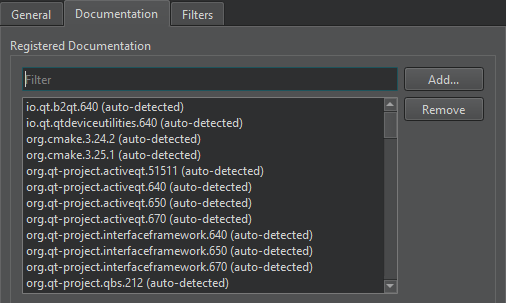 General
Documentation
Filters
Registered Documentation
Filter
Add...
Remove
io.qt.b2qt.640 (auto-detected)
io.qt.qtdeviceutilities.640 (auto-detected)
org.cmake.3.24.2 (auto-detected)
org.cmake.3.25.1 (auto-detected)
org.qt-project.activeqt.51511 (auto-detected)
org.qt-project.activeqt.640 (auto-detected)
org.qt-project.activeqt.650 (auto-detected)
org.qt-project.activeqt.670 (auto-detected)
org.qt-project.interfaceframework.640 (auto-detected)
org.qt-project.interfaceframework.650 (auto-detected)
org.qt-project.interfaceframework.670 (auto-detected)
org.qt-project.qbs.212 (auto-detected)